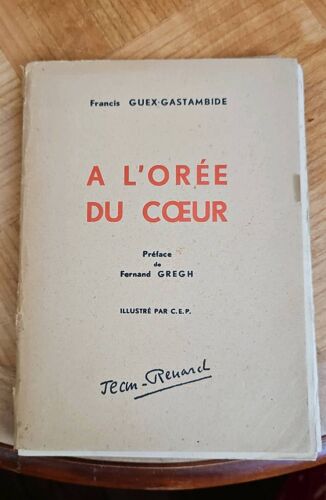 Francis GUEX-GASTAMBIDE
A L'ORÉE
DU CŒUR
Préface
de
Fernand GREGH
ILLUSTRÉ PAR C.E.P.
Jean-Renard